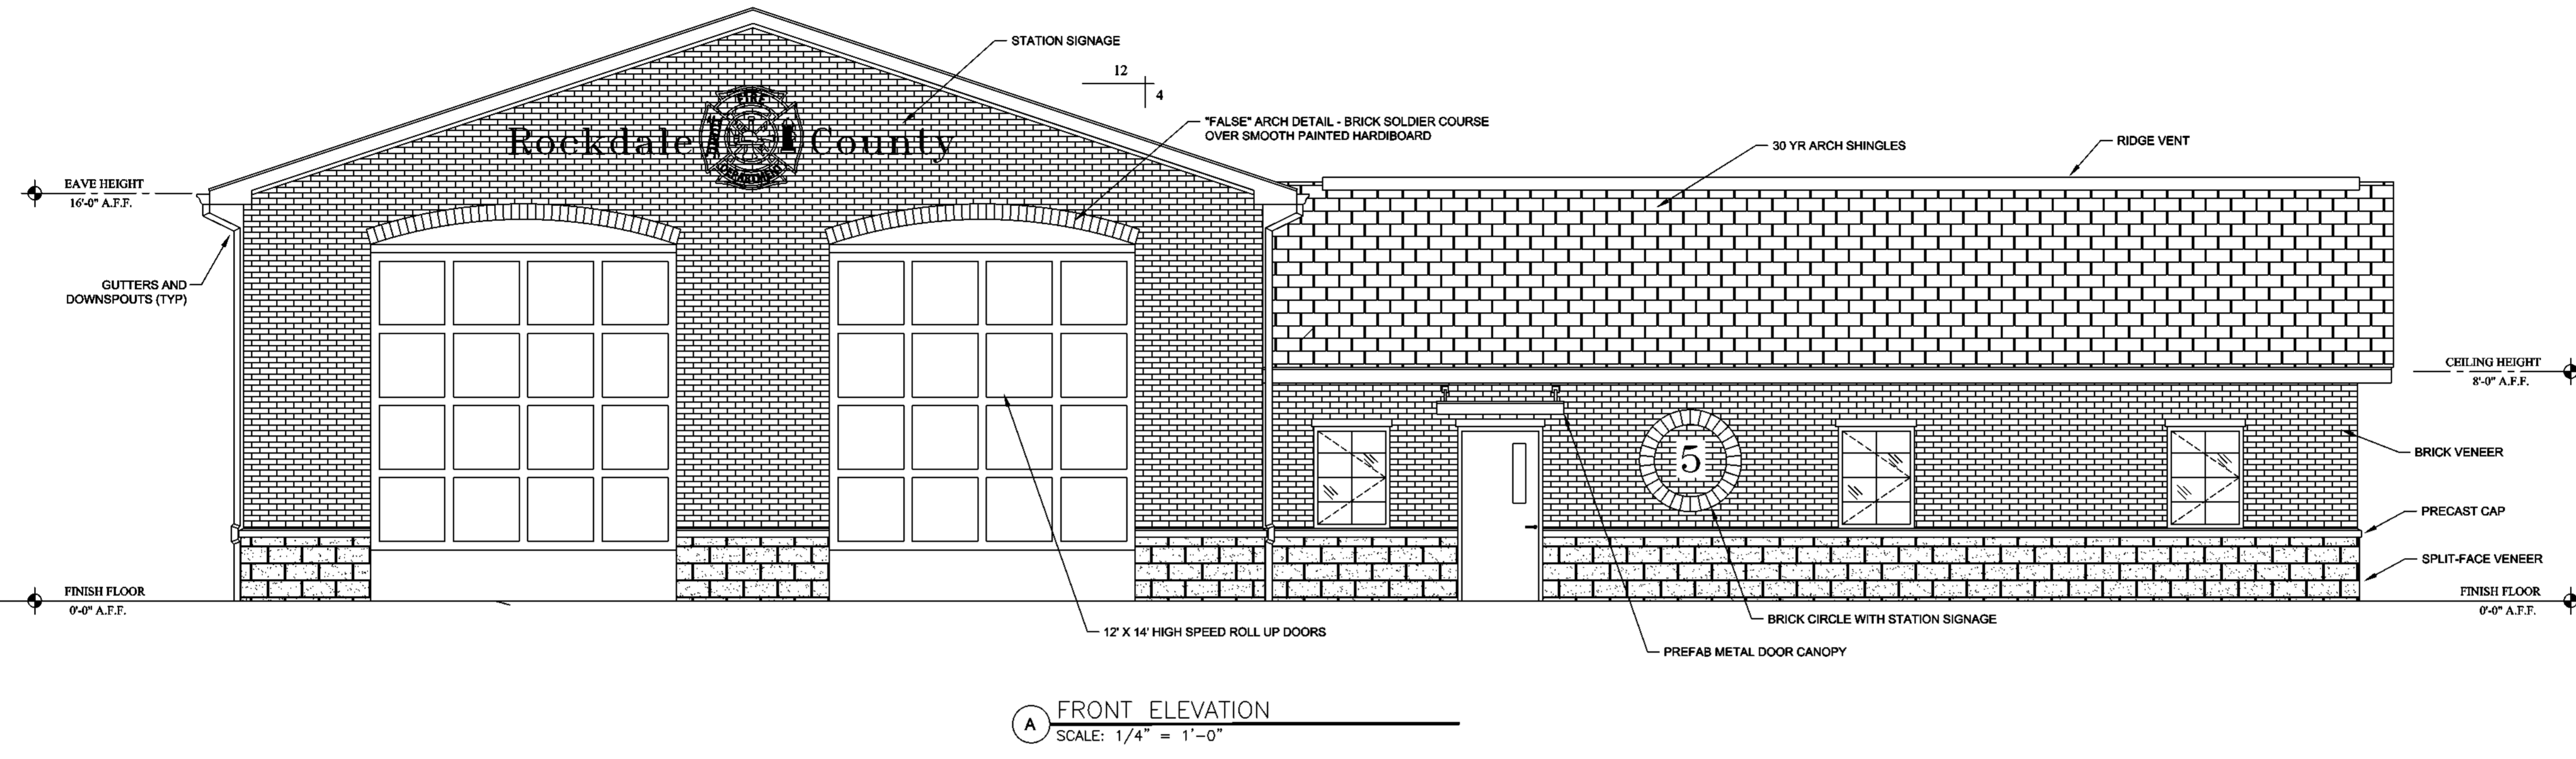 STATION SIGNAGE
12
4
"FALSE" ARCH DETAIL - BRICK SOLDIER COURSE
OVER SMOOTH PAINTED HARDIBOARD
FIRE
Rockdale County
DEPARTMENT
RIDGE VENT
30 YR ARCH SHINGLES
EAVE HEIGHT
16'-0" A.F.F.
GUTTERS AND
DOWNSPOUTS (TYP)
CEILING HEIGHT
8'-0" A.F.F.
BRICK VENEER
5
PRECAST CAP
SPLIT-FACE VENEER
FINISH FLOOR
0'-0" A.F.F.
FINISH FLOOR
0'-0" A.F.F.
BRICK CIRCLE WITH STATION SIGNAGE
12' X 14' HIGH SPEED ROLL UP DOORS
PREFAB METAL DOOR CANOPY
A
FRONT ELEVATION
SCALE: 1/4" = 1'-0"